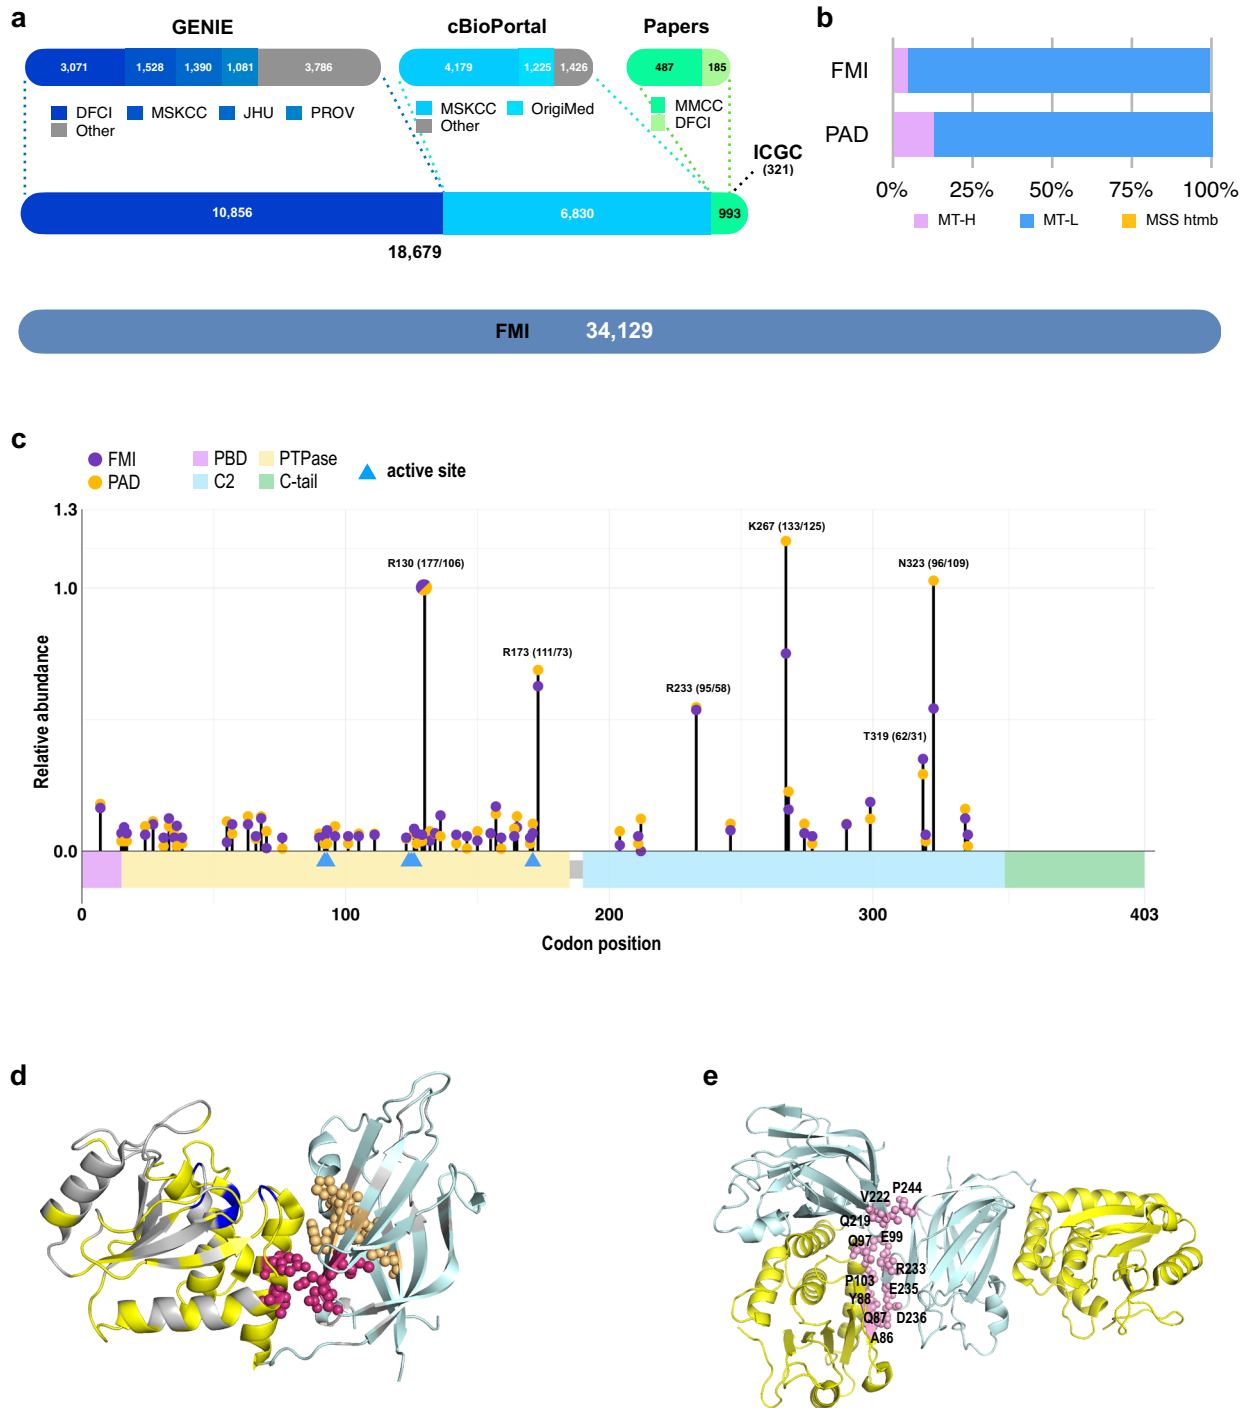 a
GENIE
cBioPortal
Papers
3,071 1,528 1,390 1,081 3,786
4,179 1,225 1,426
487 185
DFCI MSKCC JHU PROV
Other
MSKCC OrigiMed
Other
MMCC
DFCI
ICGC
(321)
10,856 6,830 993
18,679
FMI 34,129
b
FMI
PAD
0% 25% 50% 75% 100%
MT-H MT-L MSS htmb
c
FMI PBD PTPase active site
PAD C2 C-tail
1.3
1.0
0.0
Relative abundance
K267 (133/125)
R130 (177/106)
N323 (96/109)
R173 (111/73)
R233 (95/58)
T319 (62/31)
0 100 200 300 403
Codon position
d
e
P244
V222
Q219
E99
Q97
R233
P103
E235
Y88
Q87 D236
A86